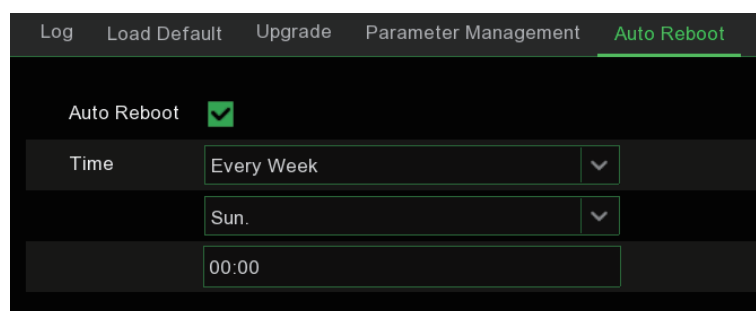 Log Load Default Upgrade Parameter Management Auto Reboot
Auto Reboot
Time Every Week
Sun.
00:00